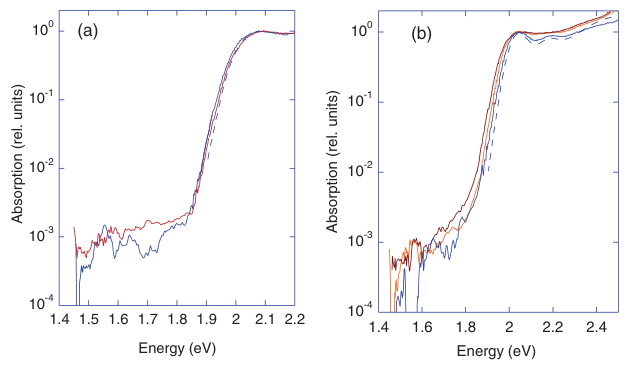 (a)
10^0
10^-1
10^-2
10^-3
10^-4
1.4 1.5 1.6 1.7 1.8 1.9 2 2.1 2.2
Energy (eV)
Absorption (rel. units)
(b)
10^0
10^-1
10^-2
10^-3
10^-4
1.4 1.6 1.8 2 2.2 2.4
Energy (eV)
Absorption (rel. units)